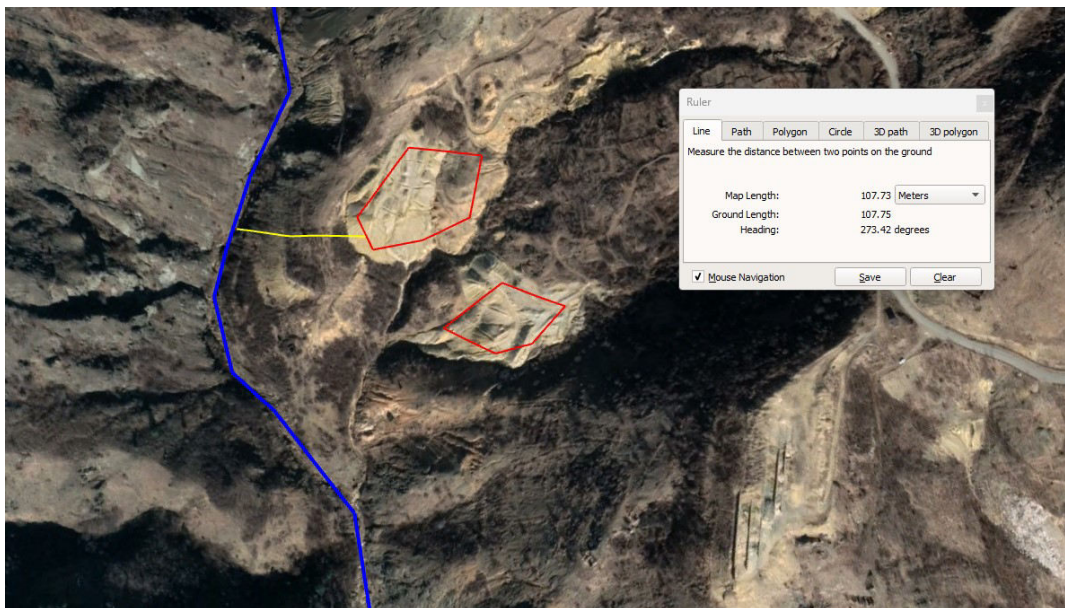 Ruler
Line Path Polygon Circle 3D path 3D polygon
Measure the distance between two points on the ground
Map Length: 107.73 Meters
Ground Length: 107.75
Heading: 273.42 degrees
Mouse Navigation Save Clear